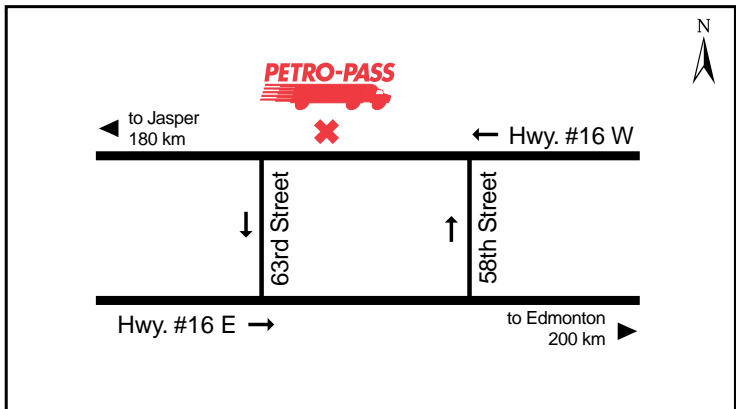 N
PETRO-PASS
to Jasper
180 km
Hwy. #16 W
63rd Street
58th Street
Hwy. #16 E
to Edmonton
200 km